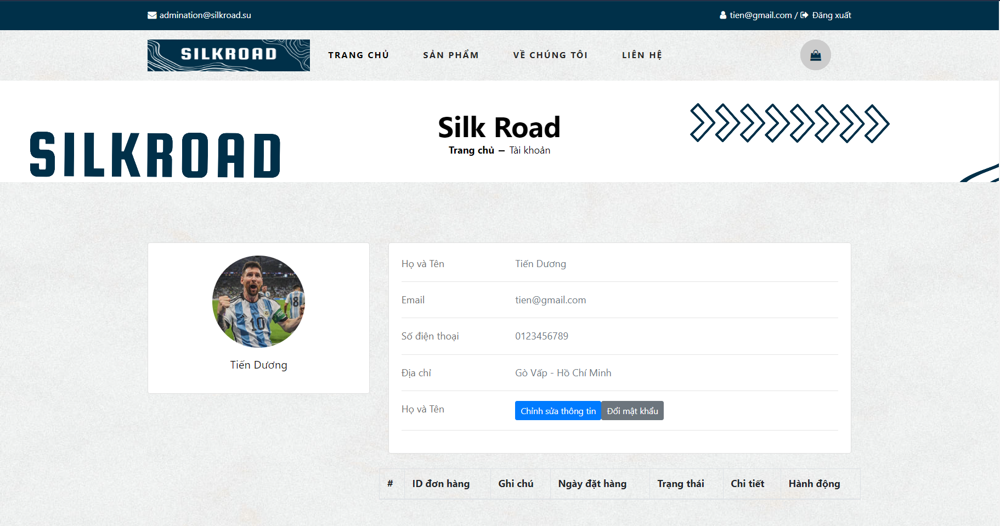 admination@silkroad.su
tien@gmail.com / Đăng xuất
SILKROAD
TRANG CHỦ SẢN PHẨM VỀ CHÚNG TÔI LIÊN HỆ
Silk Road
Trang chủ — Tài khoản
SILKROAD
10
8
Tiến Dương
Họ và Tên Tiến Dương
Email tien@gmail.com
Số điện thoại 0123456789
Địa chỉ Gò Vấp - Hồ Chí Minh
Họ và Tên Chỉnh sửa thông tin Đổi mật khẩu
# ID đơn hàng Ghi chú Ngày đặt hàng Trạng thái Chi tiết Hành động